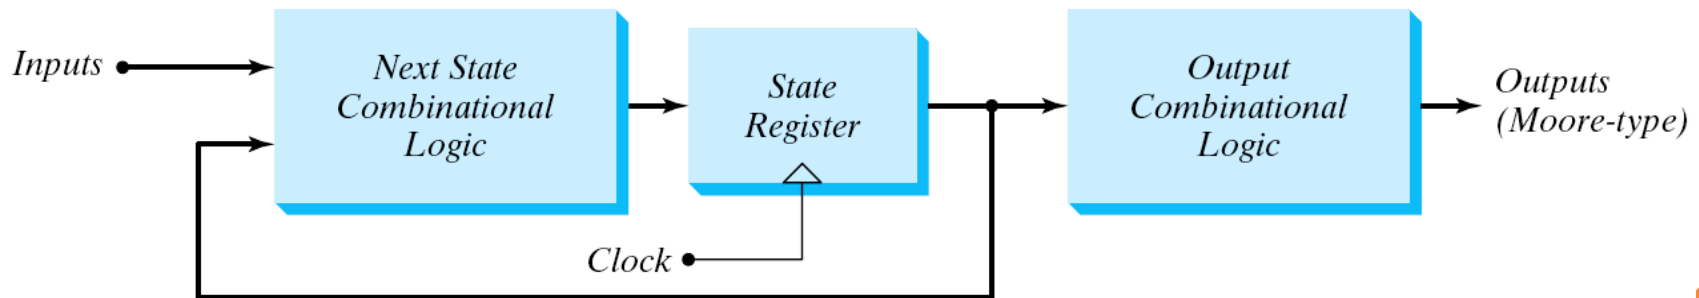 Inputs
Next State
Combinational
Logic
State
Register
Output
Combinational
Logic
Outputs
(Moore-type)
Clock